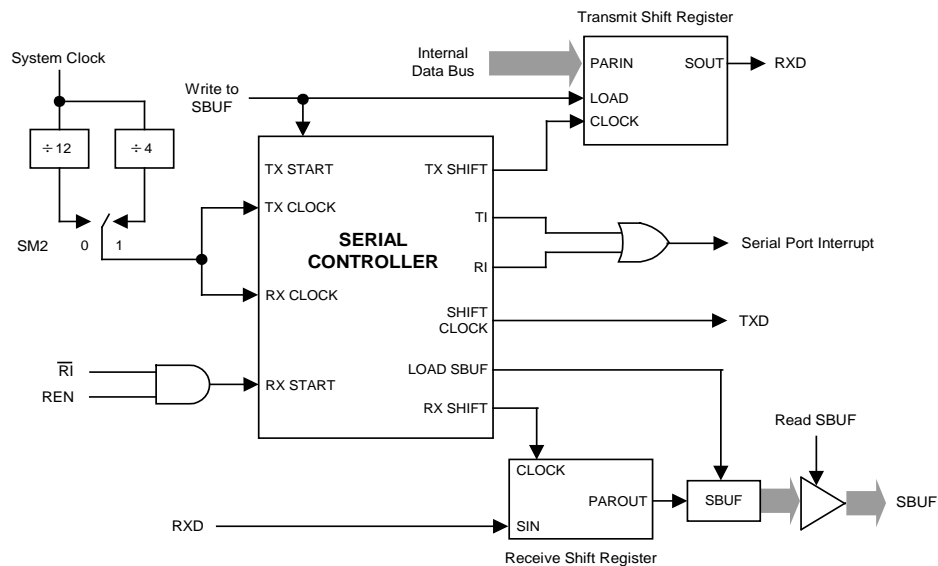 Transmit Shift Register
System Clock
Internal
Data Bus
PARIN
SOUT
RXD
Write to
SBUF
LOAD
CLOCK
÷ 12
÷ 4
TX START
TX SHIFT
TX CLOCK
TI
SM2
0
1
SERIAL
CONTROLLER
Serial Port Interrupt
RI
RX CLOCK
SHIFT
CLOCK
TXD
R̅I̅
REN
RX START
LOAD SBUF
RX SHIFT
Read SBUF
CLOCK
PAROUT
SBUF
SBUF
RXD
SIN
Receive Shift Register